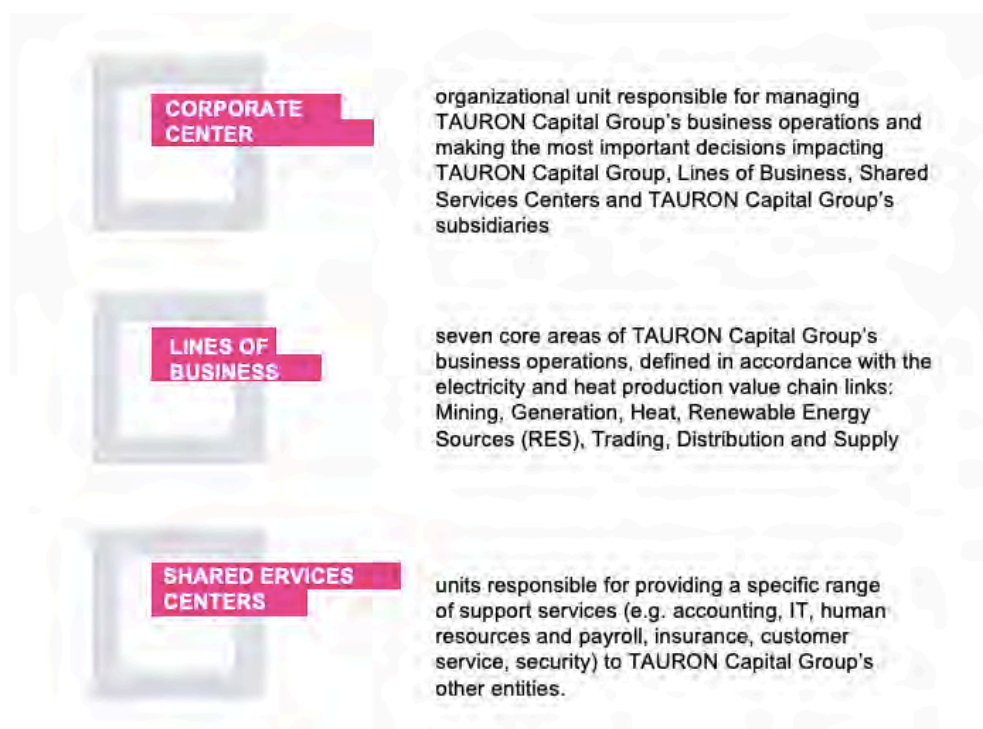 CORPORATE
CENTER
organizational unit responsible for managing
TAURON Capital Group's business operations and
making the most important decisions impacting
TAURON Capital Group, Lines of Business, Shared
Services Centers and TAURON Capital Group's
subsidiaries
LINES OF
BUSINESS
seven core areas of TAURON Capital Group's
business operations, defined in accordance with the
electricity and heat production value chain links:
Mining, Generation, Heat, Renewable Energy
Sources (RES), Trading, Distribution and Supply
SHARED ERVICES
CENTERS
units responsible for providing a specific range
of support services (e.g. accounting, IT, human
resources and payroll, insurance, customer
service, security) to TAURON Capital Group's
other entities.